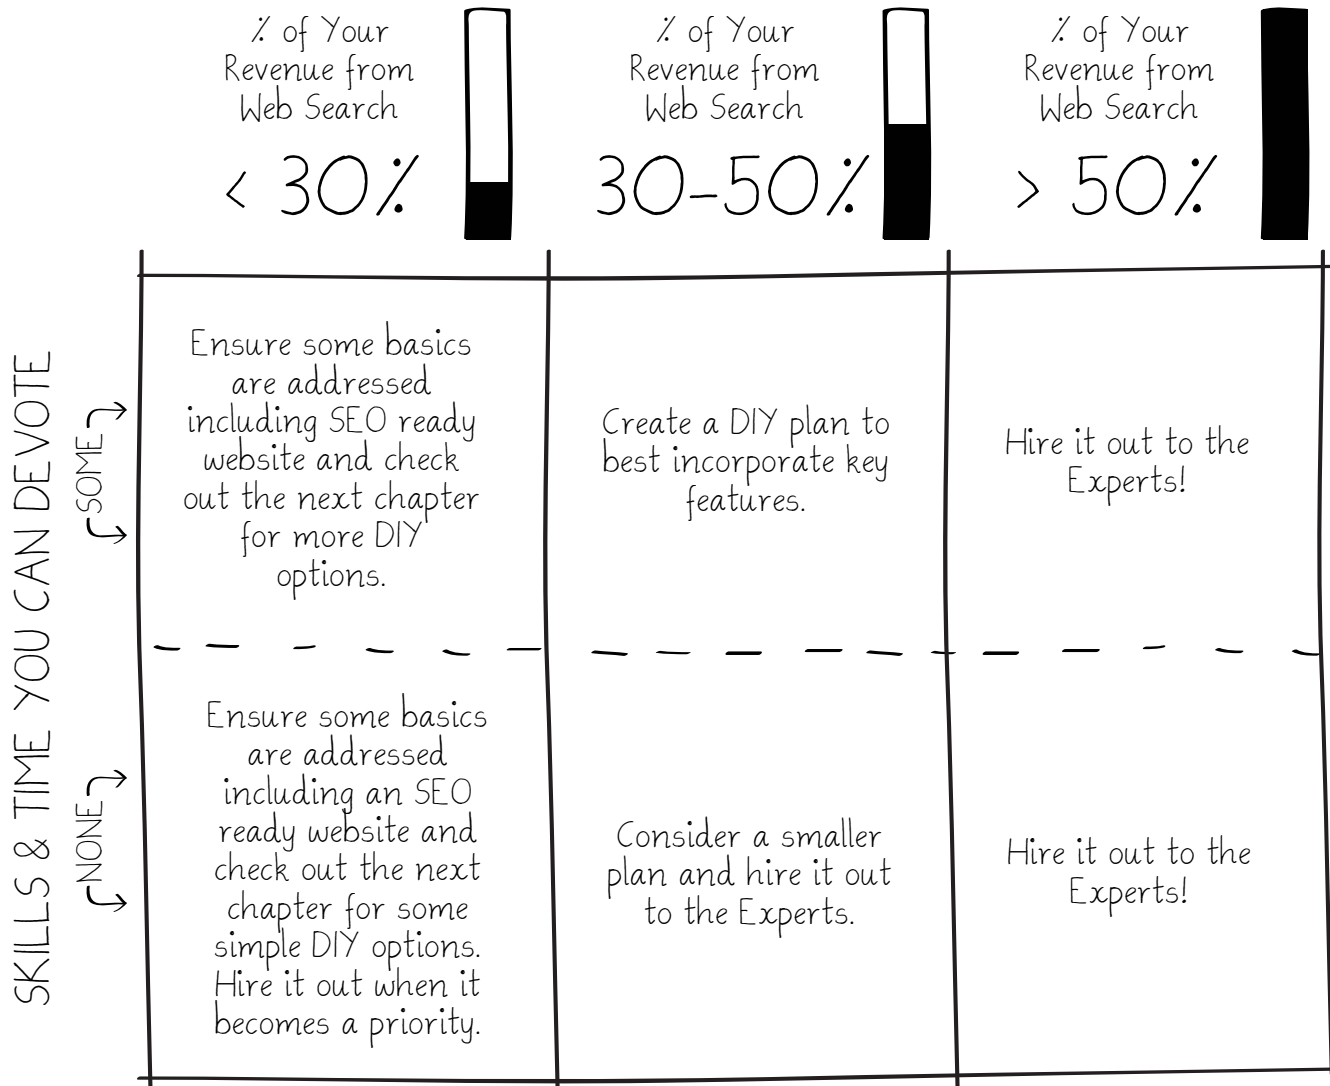 % of Your
Revenue from
Web Search
< 30%
% of Your
Revenue from
Web Search
30-50%
% of Your
Revenue from
Web Search
> 50%
SKILLS & TIME YOU CAN DEVOTE
SOME
Ensure some basics
are addressed
including SEO ready
website and check
out the next chapter
for more DIY
options.
Create a DIY plan to
best incorporate key
features.
Hire it out to the
Experts!
NONE
Ensure some basics
are addressed
including an SEO
ready website and
check out the next
chapter for some
simple DIY options.
Hire it out when it
becomes a priority.
Consider a smaller
plan and hire it out
to the Experts.
Hire it out to the
Experts!